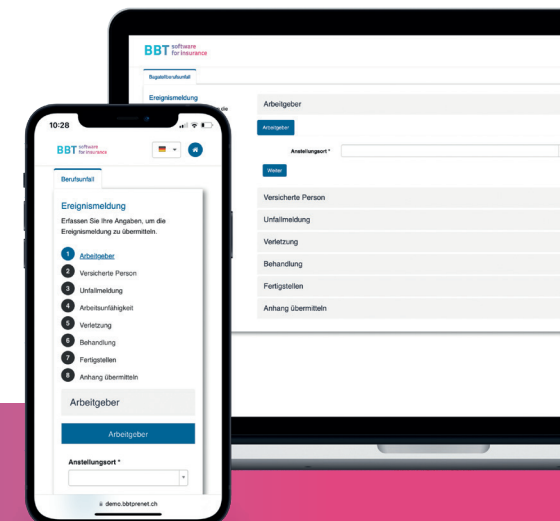 BBT software
for insurance
Bagatellberufsunfall
Ereignismeldung
de
Arbeitgeber
Arbeitgeber
Anstellungsort *
Weiter
Versicherte Person
Unfallmeldung
Verletzung
Behandlung
Fertigstellen
Anhang übermitteln
10:28
BBT software
for insurance
Berufsunfall
Ereignismeldung
Erfassen Sie Ihre Angaben, um die
Ereignismeldung zu übermitteln.
1 Arbeitgeber
2 Versicherte Person
3 Unfallmeldung
4 Arbeitsunfähigkeit
5 Verletzung
6 Behandlung
7 Fertigstellen
8 Anhang übermitteln
Arbeitgeber
Arbeitgeber
Anstellungsort *
demo.bbtprenet.ch